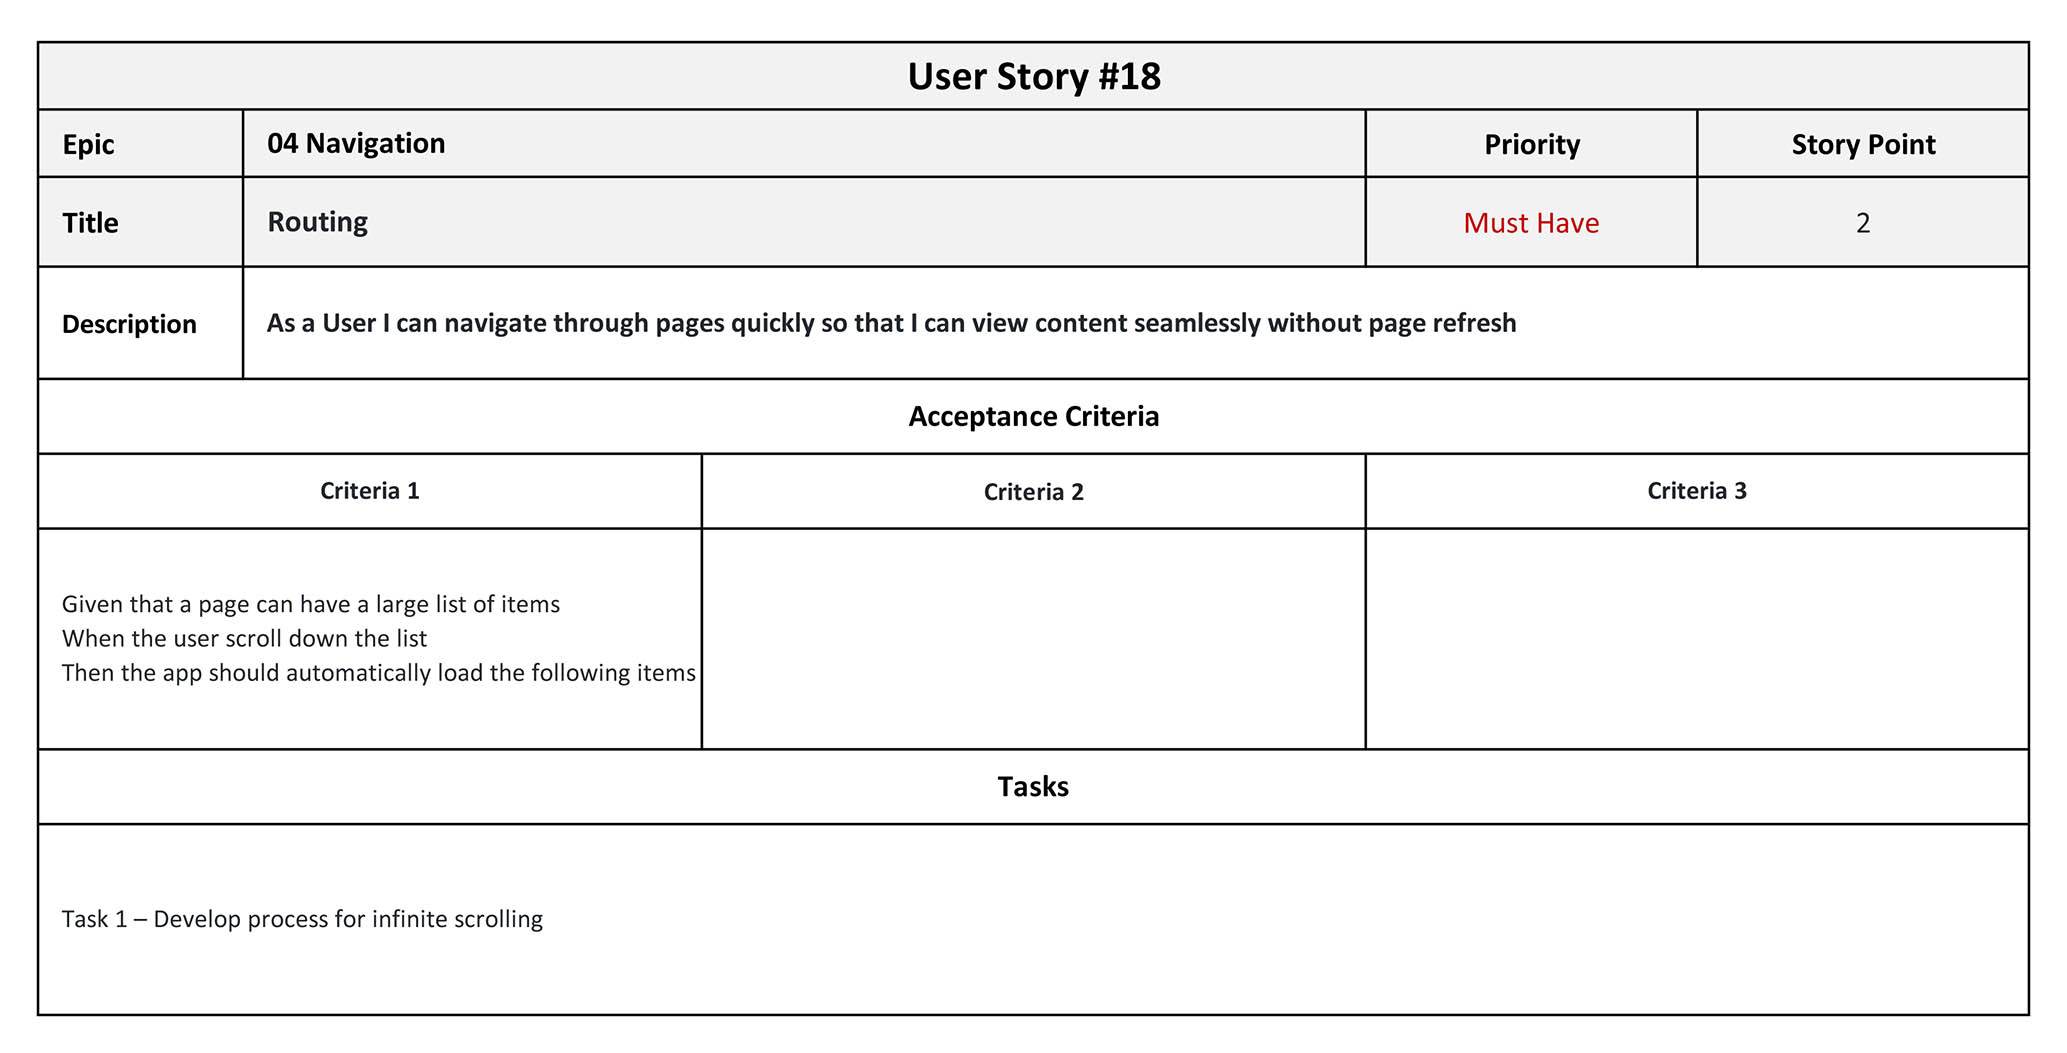 User Story #18
Epic
04 Navigation
Priority
Story Point
Title
Routing
Must Have
2
Description
As a User I can navigate through pages quickly so that I can view content seamlessly without page refresh
Acceptance Criteria
Criteria 1
Criteria 2
Criteria 3
Given that a page can have a large list of items
When the user scroll down the list
Then the app should automatically load the following items
Tasks
Task 1 – Develop process for infinite scrolling